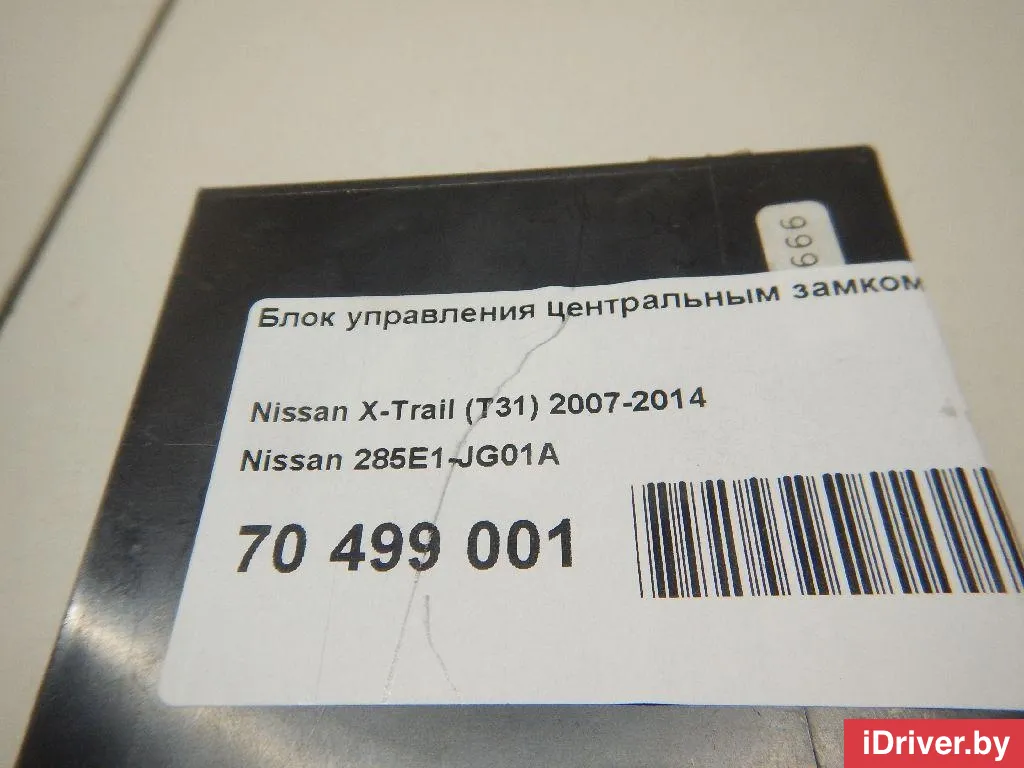 666
Блок управления центральным замком
Nissan X-Trail (T31) 2007-2014
Nissan 285E1-JG01A
70 499 001
iDriver.by